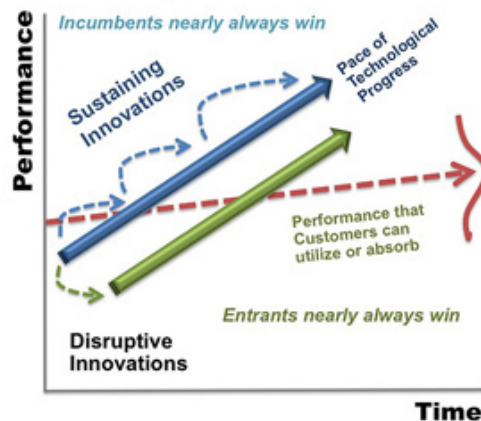 Incumbents nearly always win
Performance
Sustaining
Innovations
Pace of
Technological
Progress
Performance that
Customers can
utilize or absorb
Entrants nearly always win
Disruptive
Innovations
Time